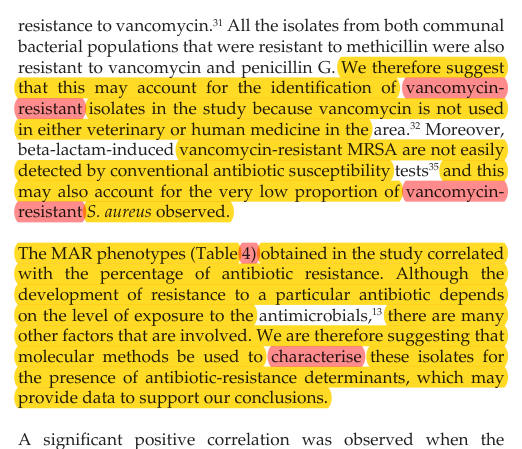 resistance to vancomycin.³¹ All the isolates from both communal
bacterial populations that were resistant to methicillin were also
resistant to vancomycin and penicillin G. We therefore suggest
that this may account for the identification of vancomycin-
resistant isolates in the study because vancomycin is not used
in either veterinary or human medicine in the area.³² Moreover,
beta-lactam-induced vancomycin-resistant MRSA are not easily
detected by conventional antibiotic susceptibility tests³⁵ and this
may also account for the very low proportion of vancomycin-
resistant S. aureus observed.
The MAR phenotypes (Table 4) obtained in the study correlated
with the percentage of antibiotic resistance. Although the
development of resistance to a particular antibiotic depends
on the level of exposure to the antimicrobials,¹³ there are many
other factors that are involved. We are therefore suggesting that
molecular methods be used to characterise these isolates for
the presence of antibiotic-resistance determinants, which may
provide data to support our conclusions.
A significant positive correlation was observed when the